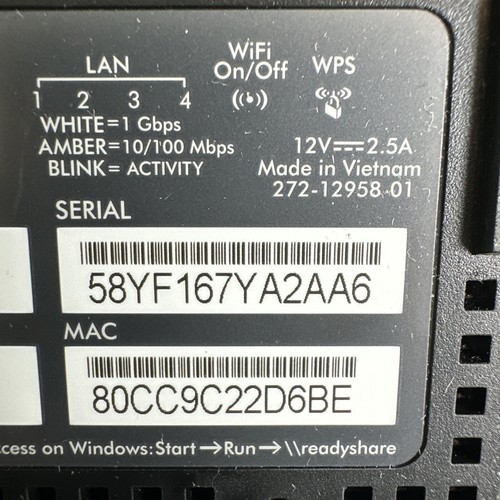 LAN
WiFi On/Off
WPS
1 2 3 4
WHITE=1 Gbps
AMBER=10/100 Mbps
BLINK= ACTIVITY
12V⎓2.5A
Made in Vietnam
272-12958-01
SERIAL
58YF167YA2AA6
MAC
80CC9C22D6BE
ccess on Windows:Start→Run→\\readyshare